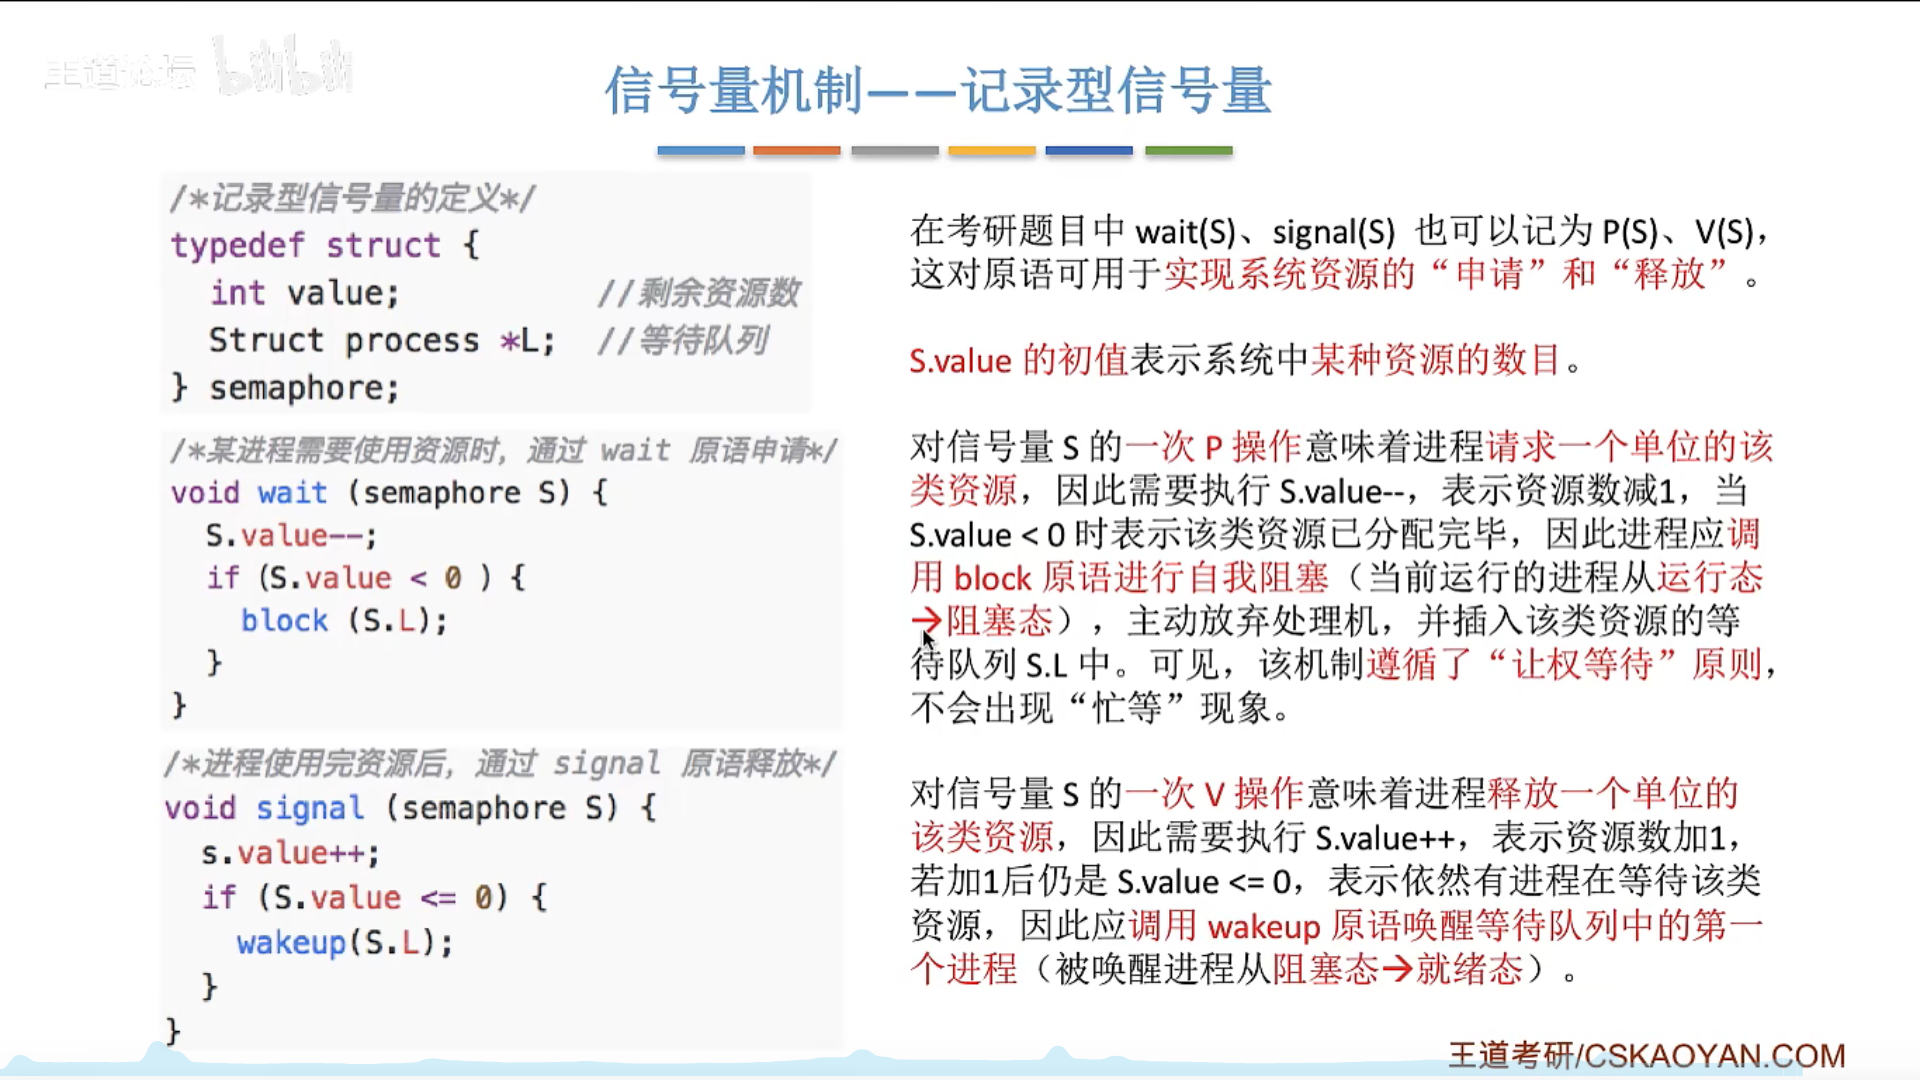 王道论坛 bilibili
信号量机制——记录型信号量
/*记录型信号量的定义*/
typedef struct {
int value; //剩余资源数
Struct process *L; //等待队列
} semaphore;
/*某进程需要使用资源时，通过 wait 原语申请*/
void wait (semaphore S) {
S.value--;
if (S.value < 0 ) {
block (S.L);
}
}
/*进程使用完资源后，通过 signal 原语释放*/
void signal (semaphore S) {
s.value++;
if (S.value <= 0) {
wakeup(S.L);
}
}
在考研题目中 wait(S)、signal(S) 也可以记为 P(S)、V(S)，
这对原语可用于实现系统资源的“申请”和“释放”。
S.value 的初值表示系统中某种资源的数目。
对信号量 S 的一次 P 操作意味着进程请求一个单位的该
类资源，因此需要执行 S.value--，表示资源数减1，当
S.value < 0 时表示该类资源已分配完毕，因此进程应调
用 block 原语进行自我阻塞（当前运行的进程从运行态
→阻塞态），主动放弃处理机，并插入该类资源的等
待队列 S.L 中。可见，该机制遵循了“让权等待”原则，
不会出现“忙等”现象。
对信号量 S 的一次 V 操作意味着进程释放一个单位的
该类资源，因此需要执行 S.value++，表示资源数加1，
若加1后仍是 S.value <= 0，表示依然有进程在等待该类
资源，因此应调用 wakeup 原语唤醒等待队列中的第一
个进程（被唤醒进程从阻塞态→就绪态）。
王道考研/CSKAOYAN.COM